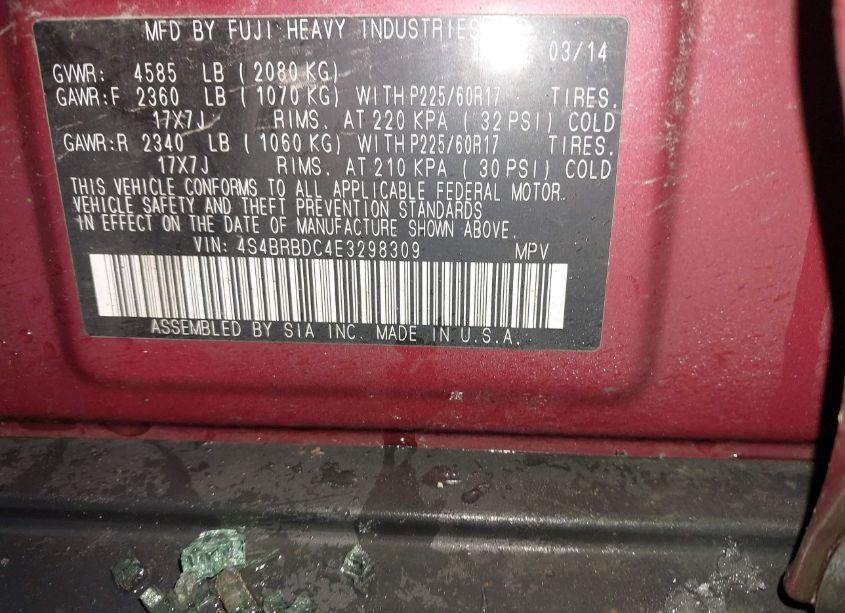 MFD BY FUJI HEAVY INDUSTRIES
03/14
GVWR: 4585 LB ( 2080 KG)
GAWR:F 2360 LB ( 1070 KG) WITH P225/60R17 TIRES.
17X7J RIMS. AT 220 KPA ( 32 PSI) COLD
GAWR:R 2340 LB ( 1060 KG) WITH P225/60R17 TIRES.
17X7J RIMS. AT 210 KPA ( 30 PSI) COLD
THIS VEHICLE CONFORMS TO ALL APPLICABLE FEDERAL MOTOR
VEHICLE SAFETY AND THEFT PREVENTION STANDARDS
IN EFFECT ON THE DATE OF MANUFACTURE SHOWN ABOVE.
VIN: 4S4BRBDC4E3298309 MPV
ASSEMBLED BY SIA INC. MADE IN U.S.A.